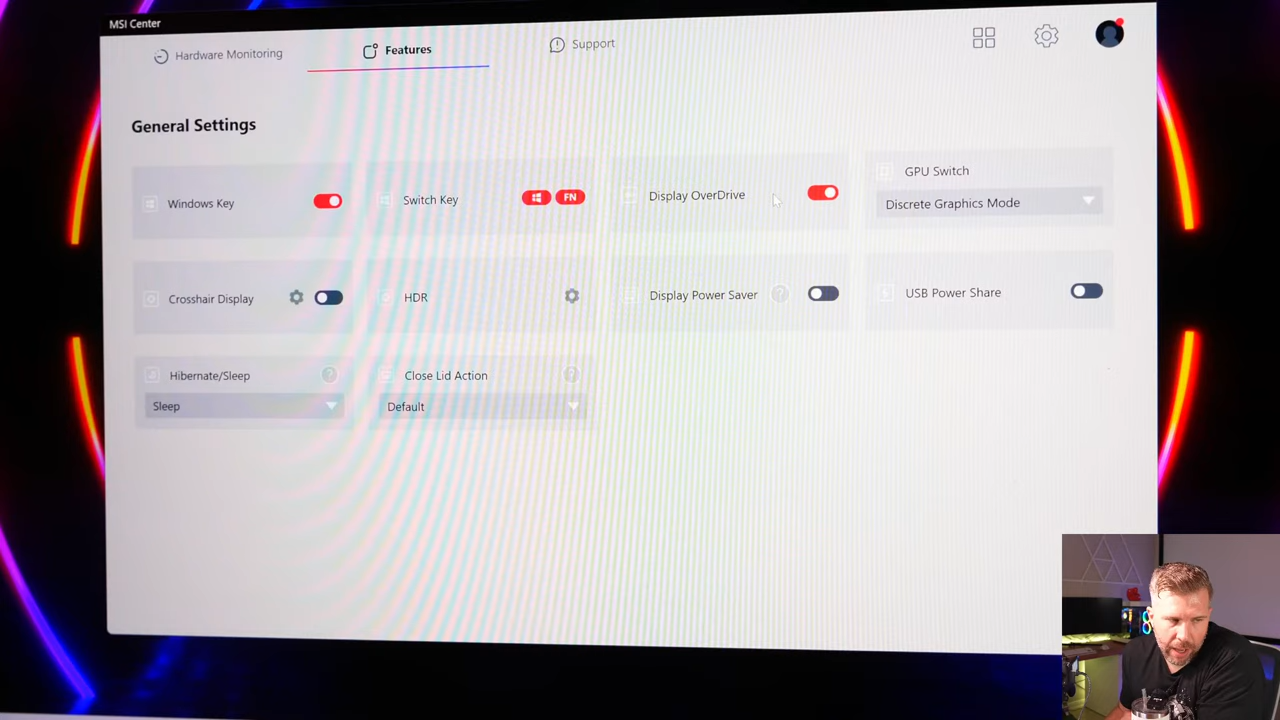 MSI Center
Hardware Monitoring
Features
Support
General Settings
Windows Key
Switch Key
FN
Display OverDrive
GPU Switch
Discrete Graphics Mode
Crosshair Display
HDR
Display Power Saver
?
USB Power Share
Hibernate/Sleep
?
Close Lid Action
?
Sleep
Default